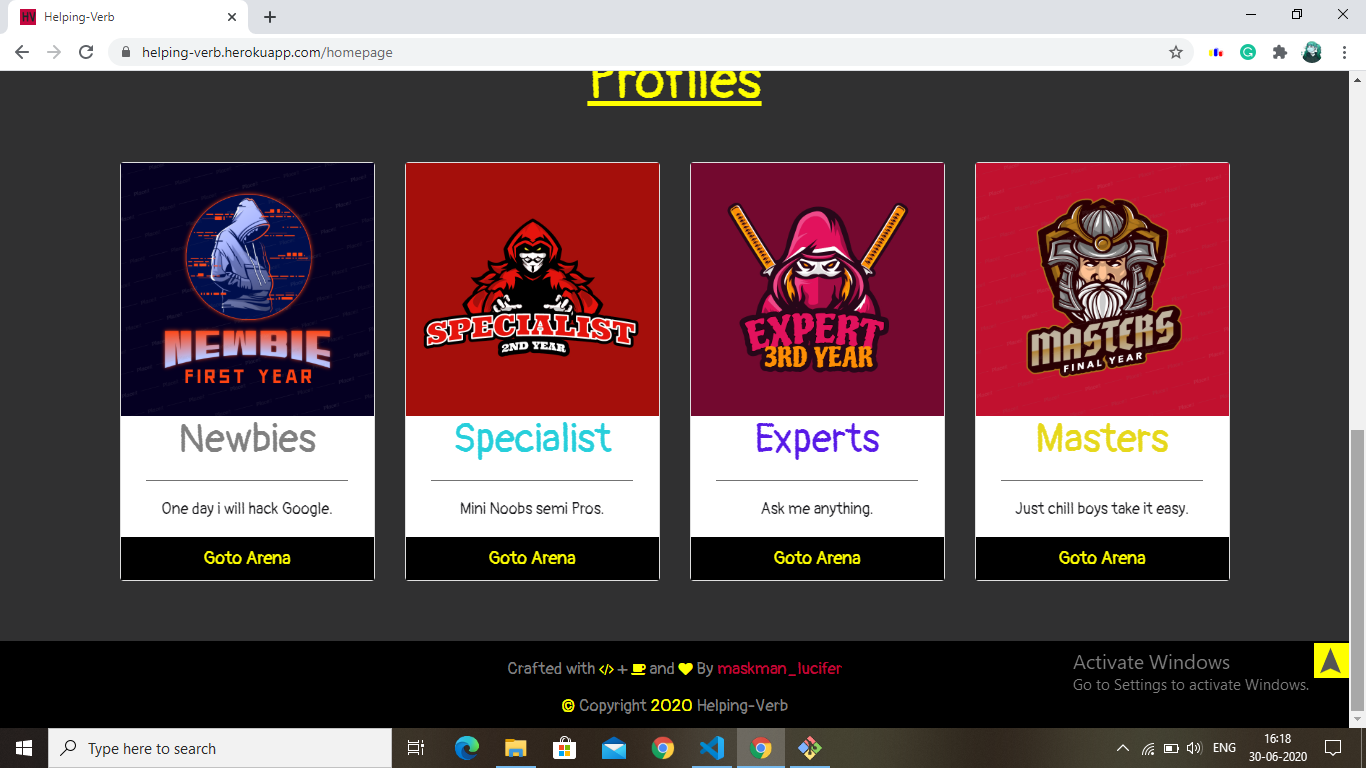 HV Helping-Verb
helping-verb.herokuapp.com/homepage
Profiles
NEWBIE
FIRST YEAR
SPECIALIST
2ND YEAR
EXPERT
3RD YEAR
MASTERS
FINAL YEAR
Newbies
Specialist
Experts
Masters
One day i will hack Google.
Mini Noobs semi Pros.
Ask me anything.
Just chill boys take it easy.
Goto Arena
Goto Arena
Goto Arena
Goto Arena
Crafted with </> + and By maskman_lucifer
© Copyright 2020 Helping-Verb
Activate Windows
Go to Settings to activate Windows.
Type here to search
ENG
16:18
30-06-2020